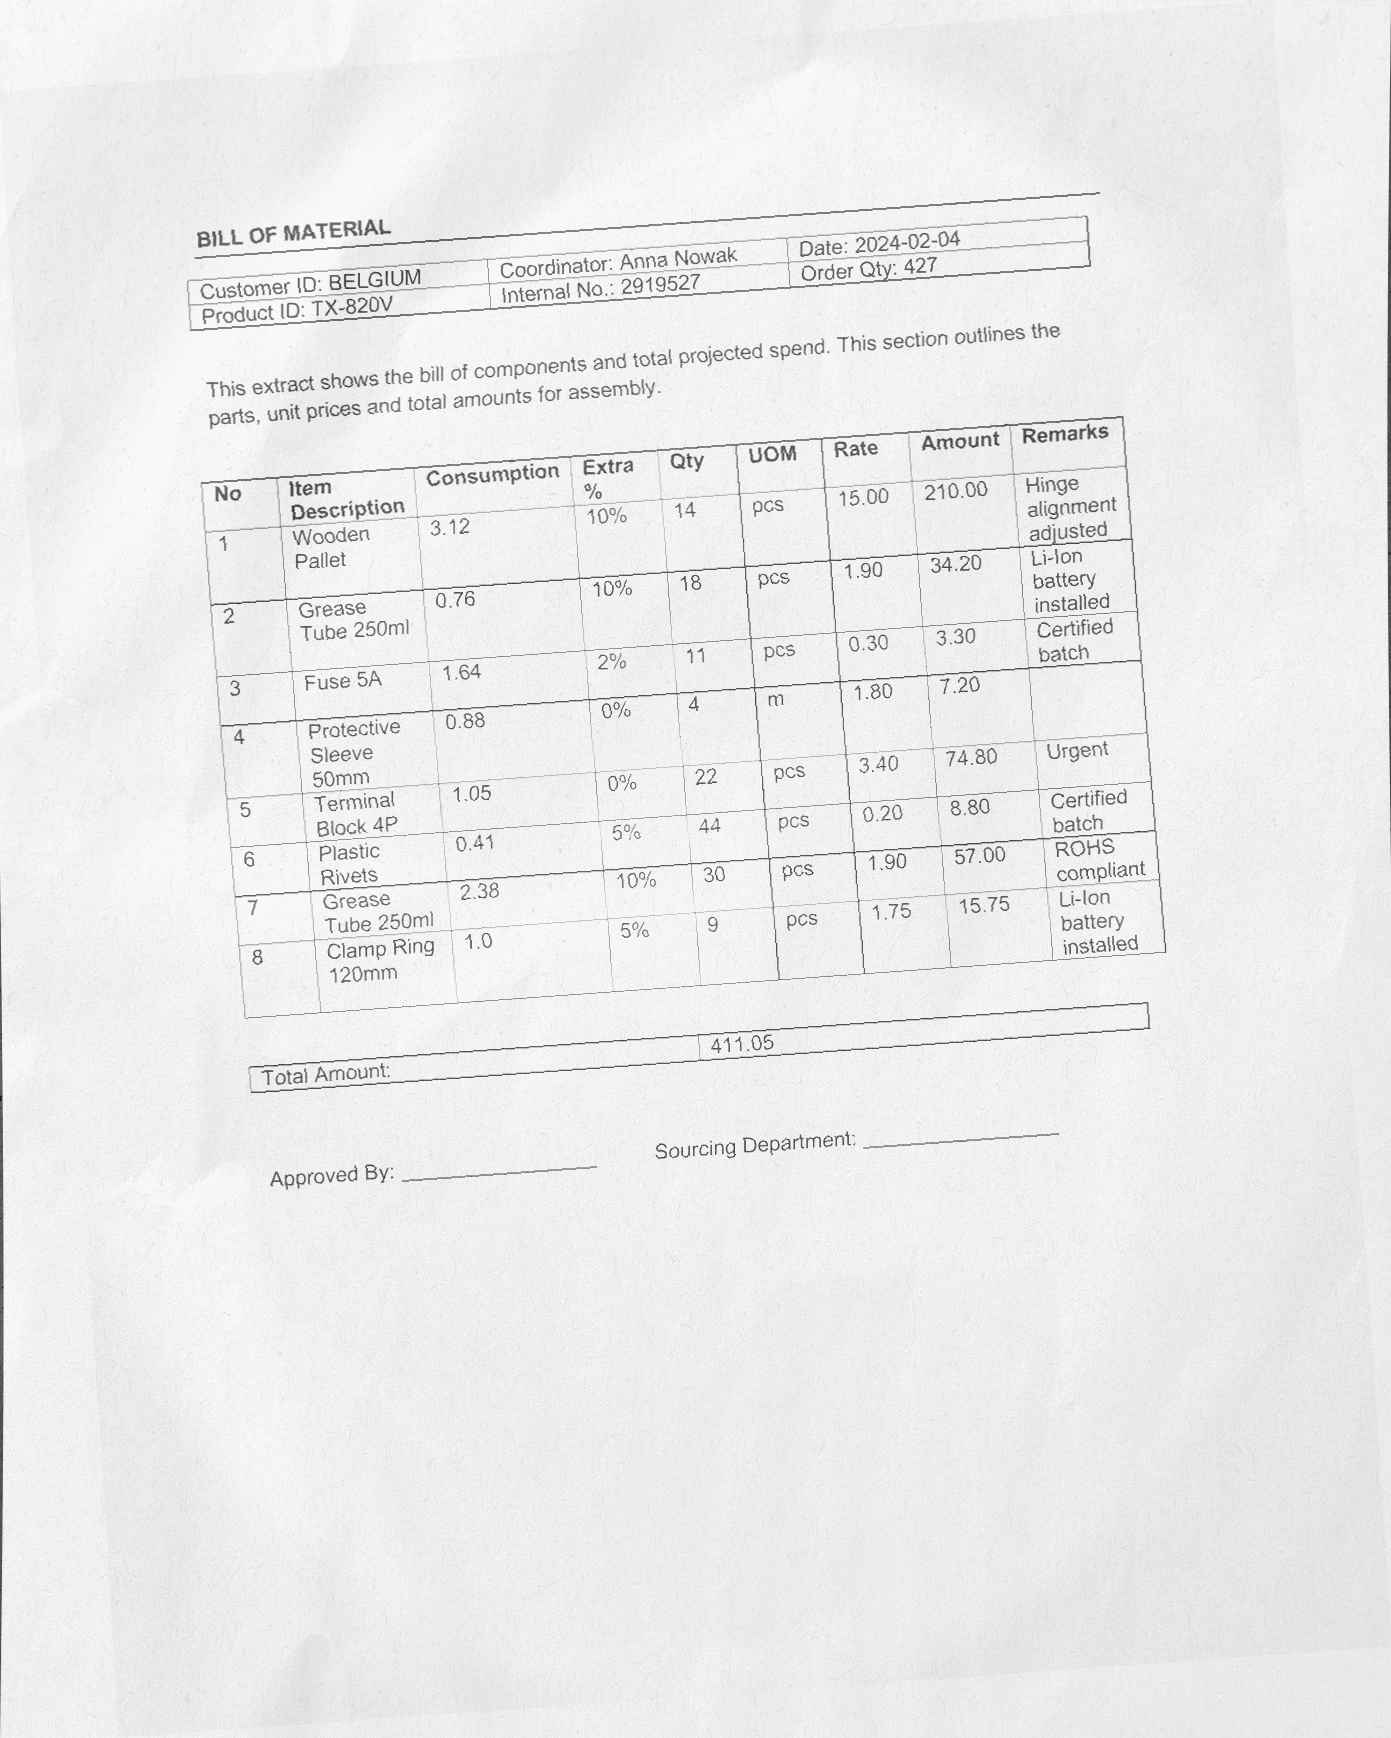 BILL OF MATERIAL
Customer ID: BELGIUM Coordinator: Anna Nowak Date: 2024-02-04
Product ID: TX-820V Internal No.: 2919527 Order Qty: 427
This extract shows the bill of components and total projected spend. This section outlines the
parts, unit prices and total amounts for assembly.
No Item Description Consumption Extra % Qty UOM Rate Amount Remarks
1 Wooden Pallet 3.12 10% 14 pcs 15.00 210.00 Hinge alignment adjusted
2 Grease Tube 250ml 0.76 10% 18 pcs 1.90 34.20 Li-Ion battery installed
3 Fuse 5A 1.64 2% 11 pcs 0.30 3.30 Certified batch
4 Protective Sleeve 50mm 0.88 0% 4 m 1.80 7.20
5 Terminal Block 4P 1.05 0% 22 pcs 3.40 74.80 Urgent
6 Plastic Rivets 0.41 5% 44 pcs 0.20 8.80 Certified batch
7 Grease Tube 250ml 2.38 10% 30 pcs 1.90 57.00 ROHS compliant
8 Clamp Ring 120mm 1.0 5% 9 pcs 1.75 15.75 Li-Ion battery installed
Total Amount: 411.05
Approved By: ____________________ Sourcing Department: ____________________